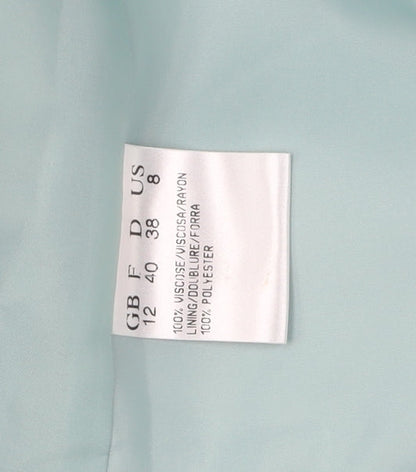 GB F D US
12 40 38 8
100% VISCOSE/VISCOSA/RAYON
LINING/DOUBLURE/FORRA
100% POLYESTER